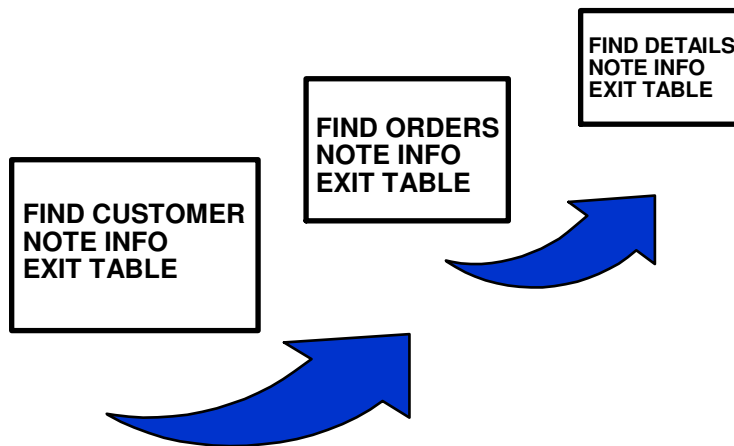 FIND CUSTOMER
NOTE INFO
EXIT TABLE
FIND ORDERS
NOTE INFO
EXIT TABLE
FIND DETAILS
NOTE INFO
EXIT TABLE